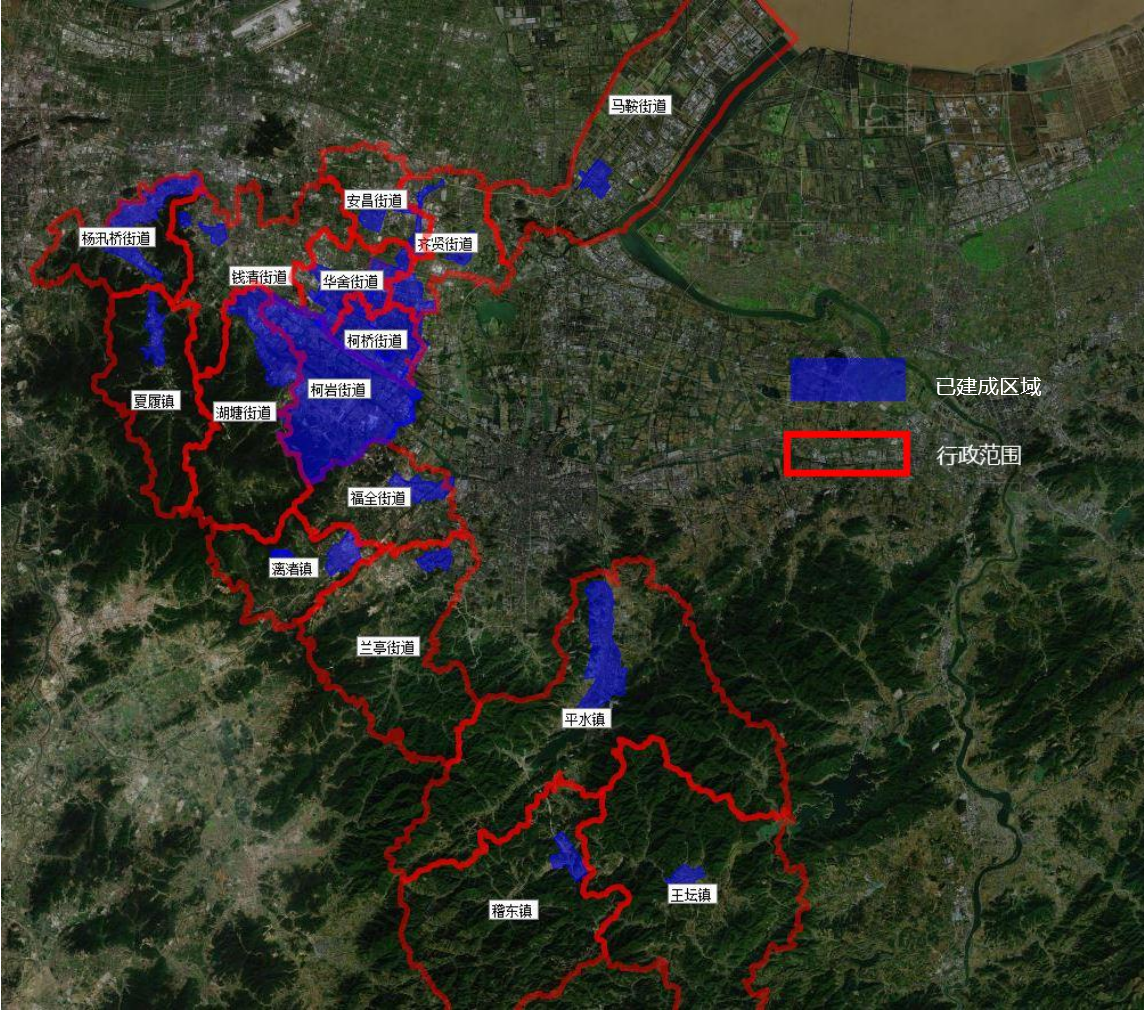 马鞍街道
安昌街道
杨汛桥街道
齐贤街道
钱清街道
华舍街道
柯桥街道
已建成区域
柯岩街道
夏履镇
湖塘街道
行政范围
福全街道
漓渚镇
兰亭街道
平水镇
王坛镇
稽东镇